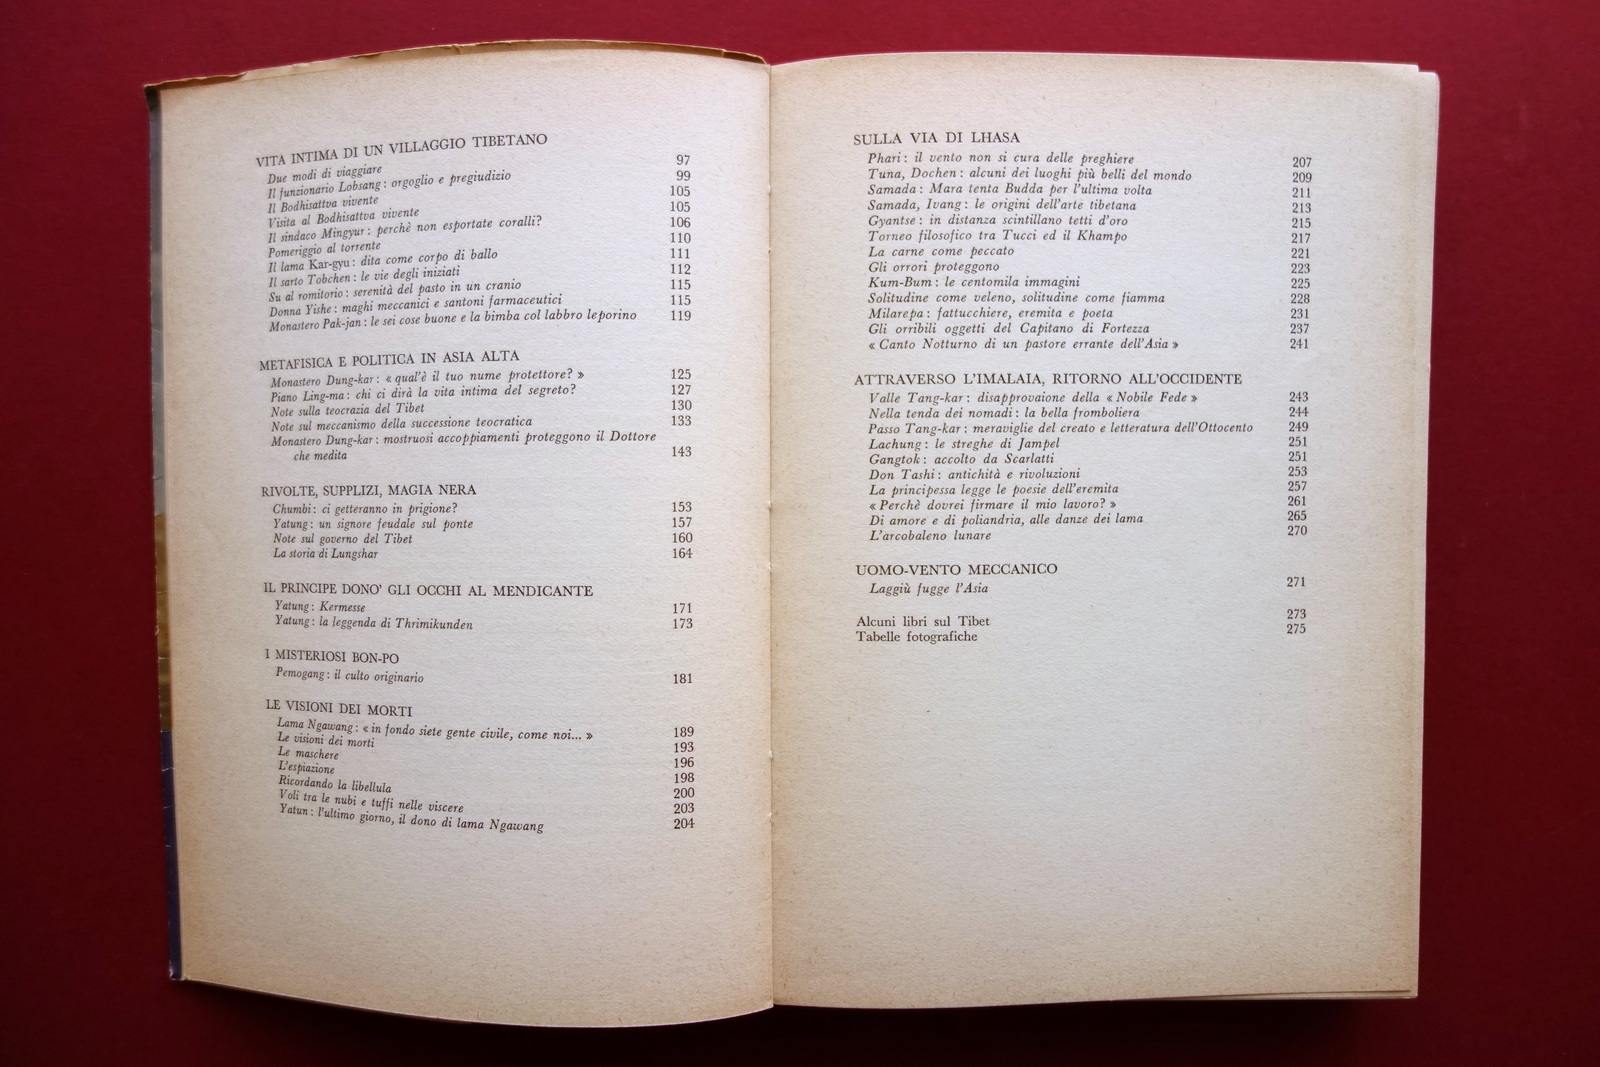 VITA INTIMA DI UN VILLAGGIO TIBETANO
Due modi di viaggiare 97
Il funzionario Lobsang: orgoglio e pregiudizio 99
Il Bodhisattva vivente 105
Visita al Bodhisattva vivente 105
Il sindaco Mingyur: perchè non esportate coralli? 106
Pomeriggio al torrente 110
Il lama Kar-gyu: dita come corpo di ballo 111
Il sarto Tobchen: le vie degli iniziati 112
Su al romitorio: serenità del pasto in un cranio 115
Donna Yishe: maghi meccanici e santoni farmaceutici 115
Monastero Pak-jan: le sei cose buone e la bimba col labbro leporino 119
METAFISICA E POLITICA IN ASIA ALTA
Monastero Dung-kar: « qual'è il tuo nume protettore? » 125
Piano Ling-ma: chi ci dirà la vita intima del segreto? 127
Note sulla teocrazia del Tibet 130
Note sul meccanismo della successione teocratica 133
Monastero Dung-kar: mostruosi accoppiamenti proteggono il Dottore
che medita 143
RIVOLTE, SUPPLIZI, MAGIA NERA
Chumbi: ci getteranno in prigione? 153
Yatung: un signore feudale sul ponte 157
Note sul governo del Tibet 160
La storia di Lungshar 164
IL PRINCIPE DONO' GLI OCCHI AL MENDICANTE
Yatung: Kermesse 171
Yatung: la leggenda di Thrimikunden 173
I MISTERIOSI BON-PO
Pemogang: il culto originario 181
LE VISIONI DEI MORTI
Lama Ngawang: « in fondo siete gente civile, come noi... » 189
Le visioni dei morti 193
Le maschere 196
L'espiazione 198
Ricordando la libellula 200
Voli tra le nubi e tuffi nelle viscere 203
Yatun: l'ultimo giorno, il dono di lama Ngawang 204
SULLA VIA DI LHASA
Phari: il vento non si cura delle preghiere 207
Tuna, Dochen: alcuni dei luoghi più belli del mondo 209
Samada: Mara tenta Budda per l'ultima volta 211
Samada, Ivang: le origini dell'arte tibetana 213
Gyantse: in distanza scintillano tetti d'oro 215
Torneo filosofico tra Tucci ed il Khampo 217
La carne come peccato 221
Gli orrori proteggono 223
Kum-Bum: le centomila immagini 225
Solitudine come veleno, solitudine come fiamma 228
Milarepa: fattucchiere, eremita e poeta 231
Gli orribili oggetti del Capitano di Fortezza 237
« Canto Notturno di un pastore errante dell'Asia » 241
ATTRAVERSO L'IMALAIA, RITORNO ALL'OCCIDENTE
Valle Tang-kar: disapprovaione della « Nobile Fede » 243
Nella tenda dei nomadi: la bella fromboliera 244
Passo Tang-kar: meraviglie del creato e letteratura dell'Ottocento 249
Lachung: le streghe di Jampel 251
Gangtok: accolto da Scarlatti 251
Don Tashi: antichità e rivoluzioni 253
La principessa legge le poesie dell'eremita 257
« Perchè dovrei firmare il mio lavoro? » 261
Di amore e di poliandria, alle danze dei lama 265
L'arcobaleno lunare 270
UOMO-VENTO MECCANICO
Laggiù fugge l'Asia 271
Alcuni libri sul Tibet 273
Tabelle fotografiche 275